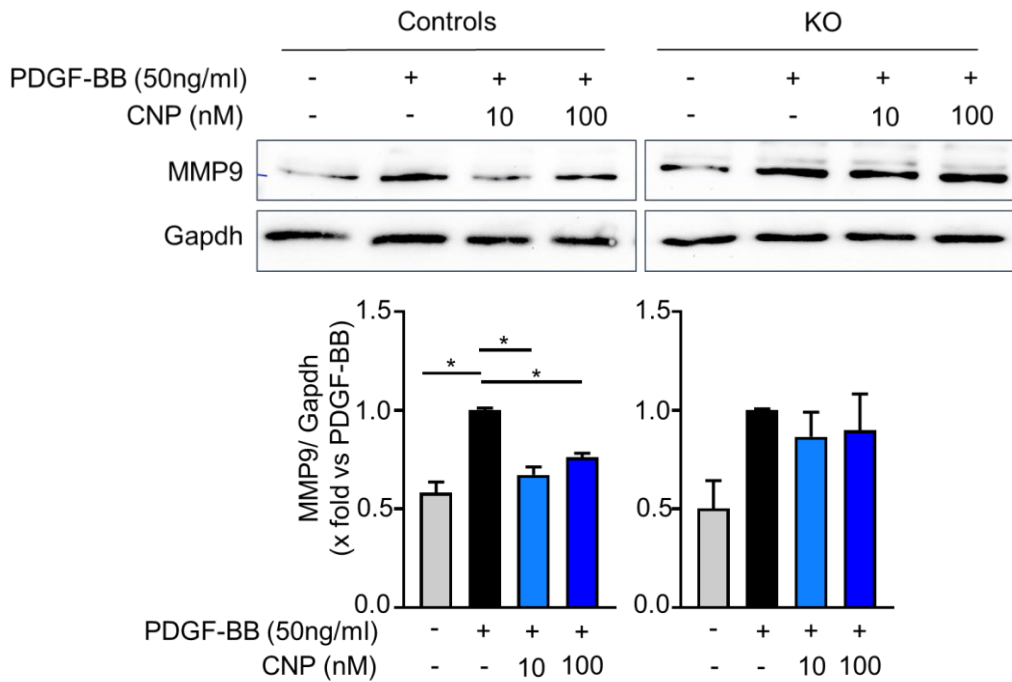 Controls KO
PDGF-BB (50ng/ml) - + + + - + + +
CNP (nM) - - 10 100 - - 10 100
MMP9
Gapdh
MMP9/ Gapdh
(x fold vs PDGF-BB)
1.5 1.5
* * *
1.0 1.0
0.5 0.5
0.0 0.0
PDGF-BB (50ng/ml) - + + + - + + +
CNP (nM) - - 10 100 - - 10 100